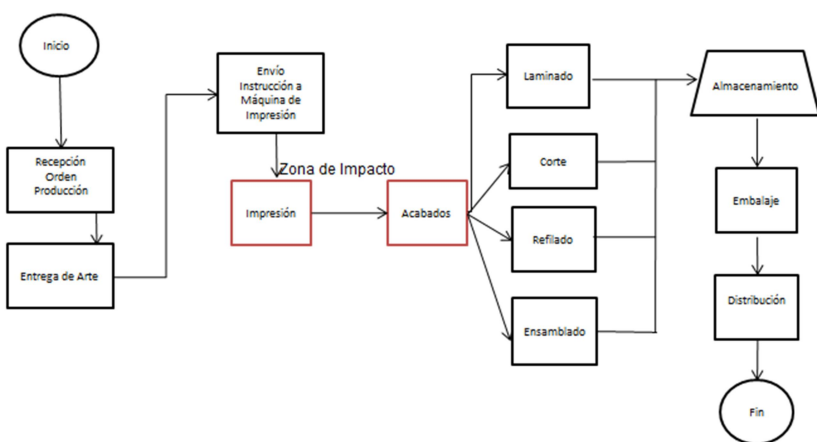 Inicio
Recepción
Orden
Producción
Entrega de Arte
Envío
Instrucción a
Máquina de
Impresión
Zona de Impacto
Impresión
Acabados
Laminado
Corte
Refilado
Ensamblado
Almacenamiento
Embalaje
Distribución
Fin